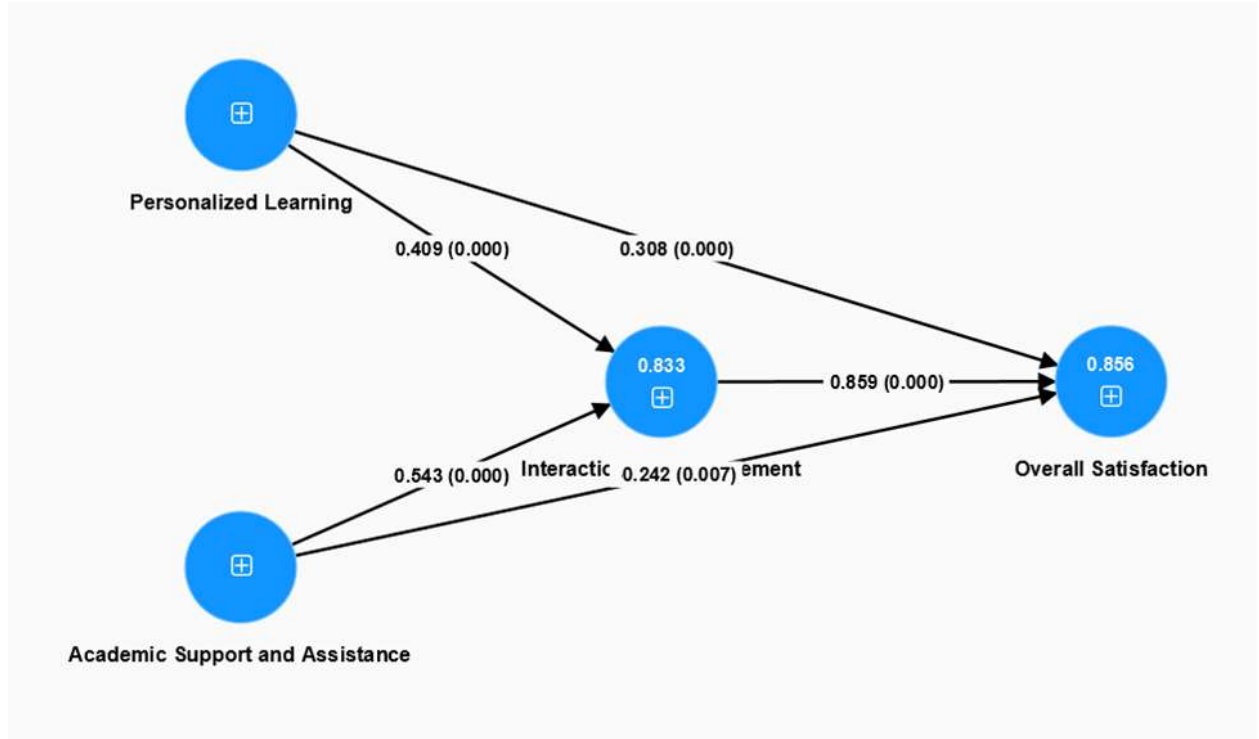 Personalized Learning
0.409 (0.000)
0.308 (0.000)
0.833
0.856
0.859 (0.000)
Overall Satisfaction
0.543 (0.000)
0.242 (0.007)
Academic Support and Assistance